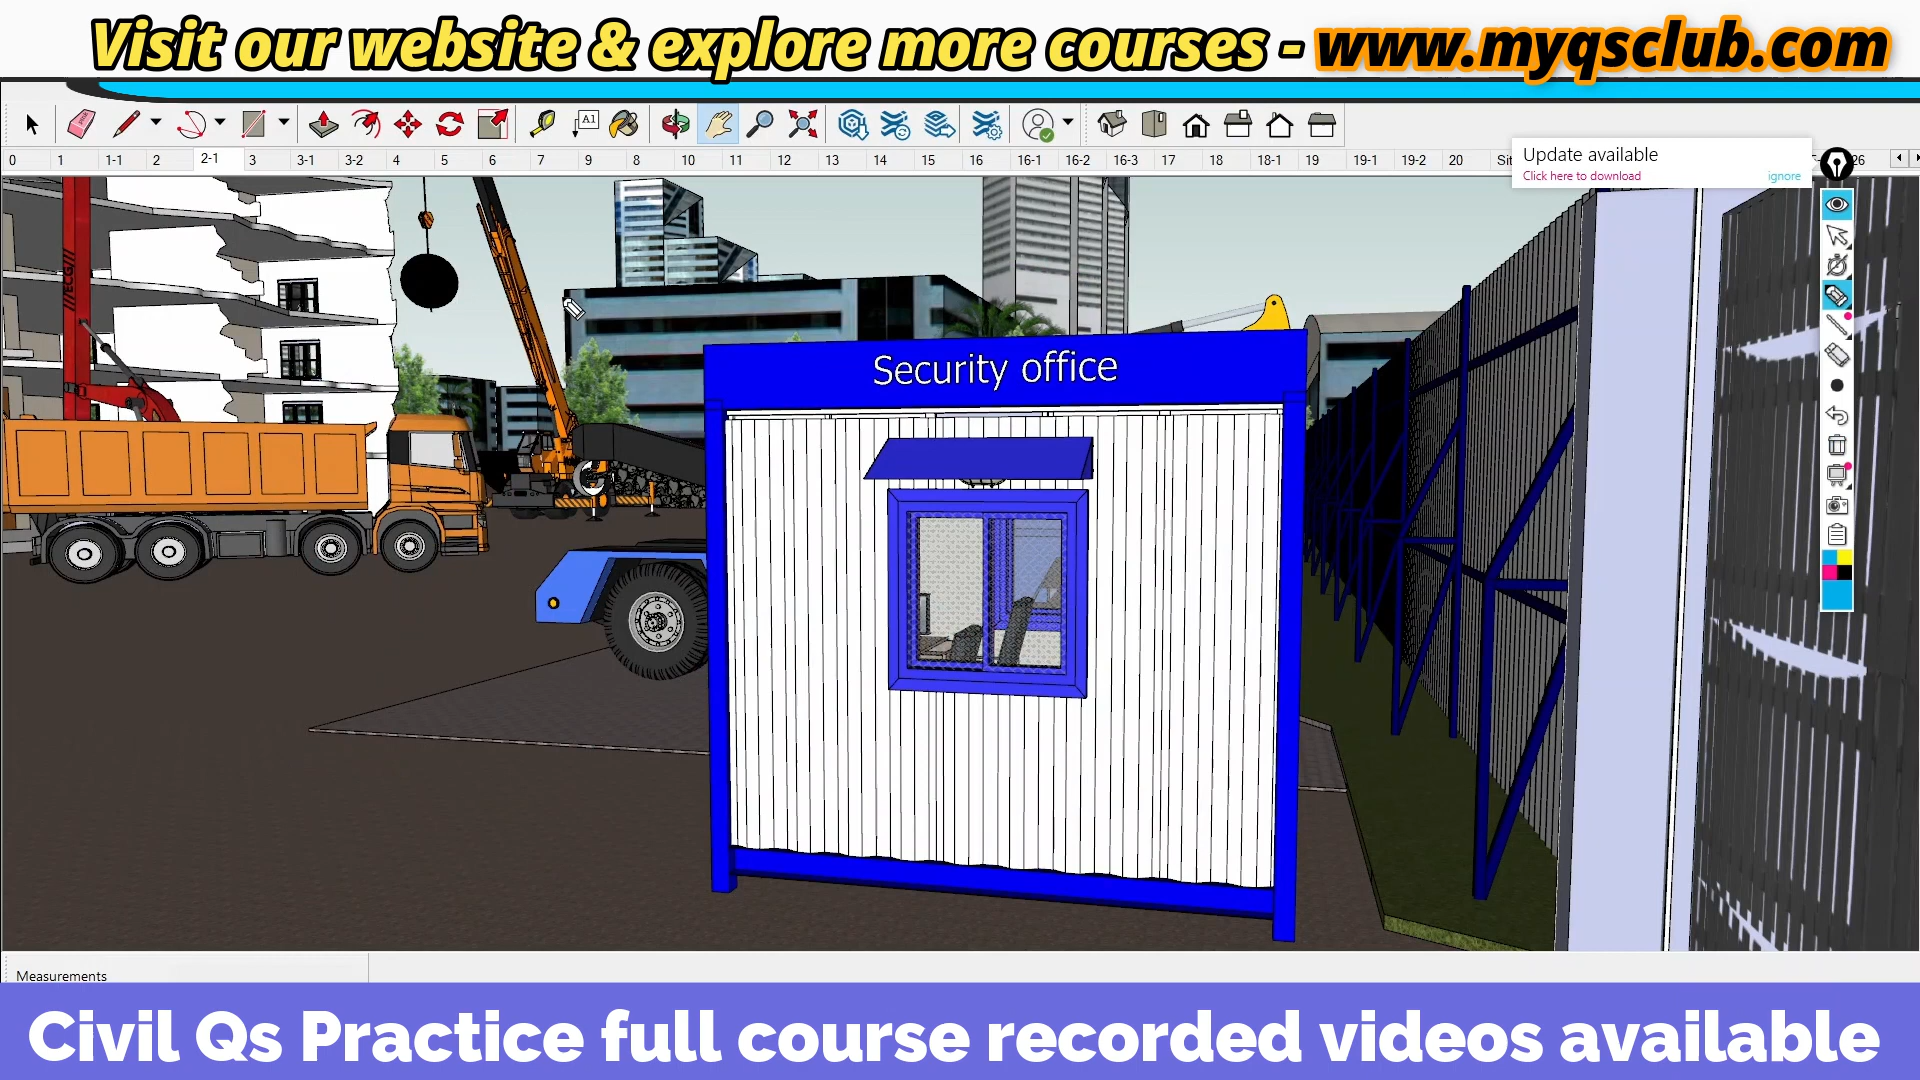 Visit our website & explore more courses - www.myqsclub.com
A1
0 1 1-1 2 2-1 3 3-1 3-2 4 5 6 7 9 8 10 11 12 13 14 15 16 16-1 16-2 16-3 17 18 18-1 19 19-1 19-2 20
Update available
Click here to download ignore
26
///ECG///
Security office
Measurements
Civil Qs Practice full course recorded videos available